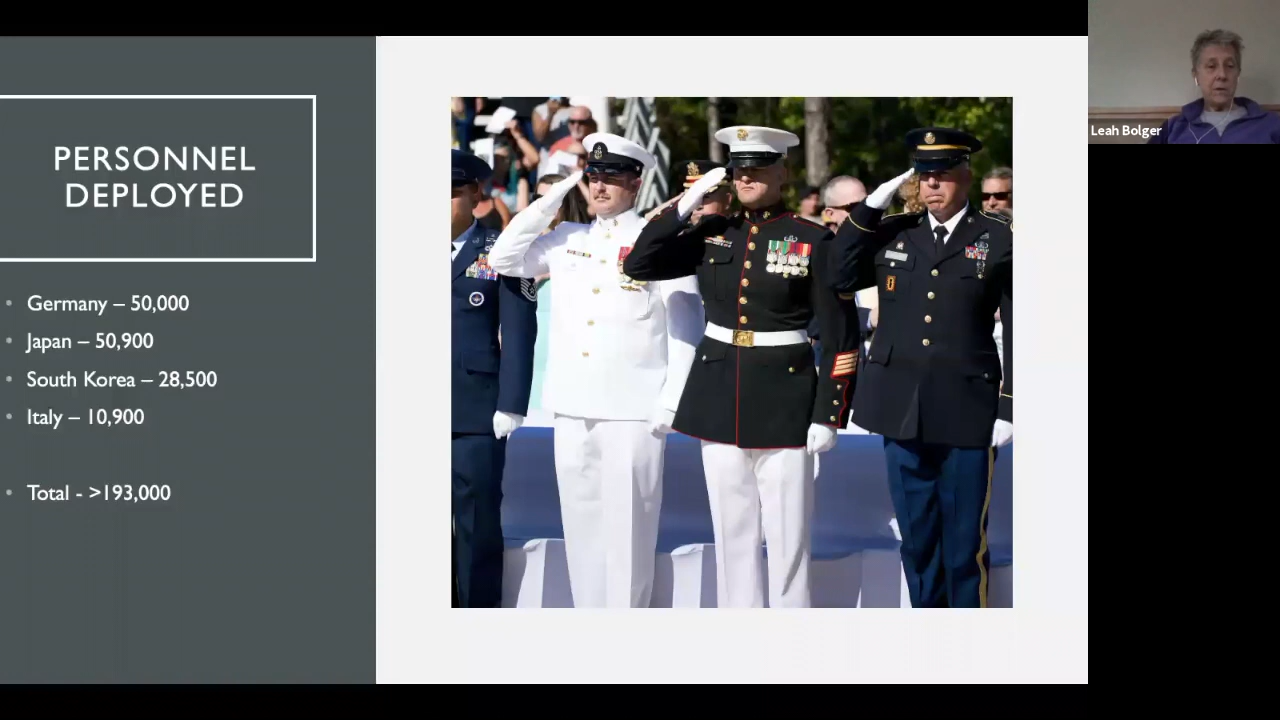 PERSONNEL
DEPLOYED
• Germany – 50,000
• Japan – 50,900
• South Korea – 28,500
• Italy – 10,900
• Total - >193,000
Leah Bolger